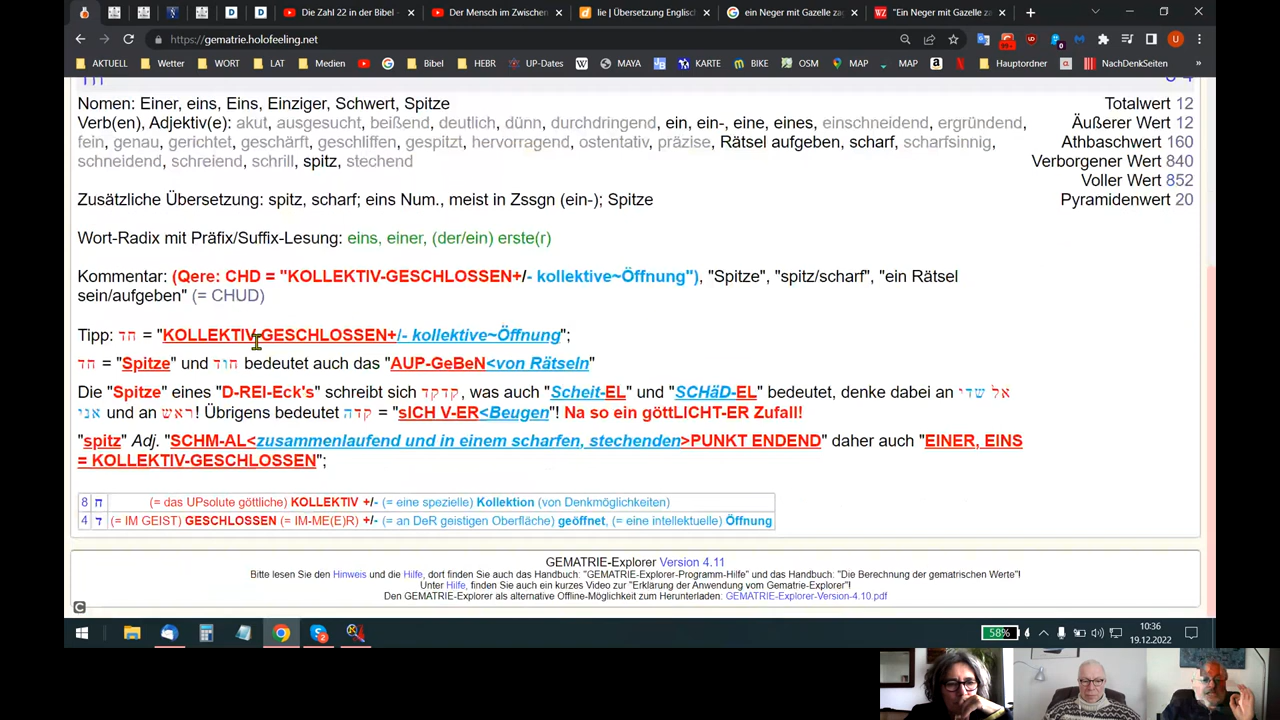 Die Zahl 22 in der Bibel -
Der Mensch im Zwischen
lie | Übersetzung Englisc
ein Neger mit Gazelle zag
"Ein Neger mit Gazelle zag
https://gematrie.holofeeling.net
AKTUELL Wetter WORT LAT Medien Bibel HEBR UP-Dates MAYA KARTE BIKE OSM MAP MAP Hauptordner NachDenkSeiten
Nomen: Einer, eins, Eins, Einziger, Schwert, Spitze
Totalwert 12
Verb(en), Adjektiv(e): akut, ausgesucht, beißend, deutlich, dünn, durchdringend, ein, ein-, eine, eines, einschneidend, ergründend,
Äußerer Wert 12
fein, genau, gerichtet, geschärft, geschliffen, gespitzt, hervorragend, ostentativ, präzise, Rätsel aufgeben, scharf, scharfsinnig,
Athbaschwert 160
schneidend, schreiend, schrill, spitz, stechend
Verborgener Wert 840
Voller Wert 852
Zusätzliche Übersetzung: spitz, scharf; eins Num., meist in Zssgn (ein-); Spitze
Pyramidenwert 20
Wort-Radix mit Präfix/Suffix-Lesung: eins, einer, (der/ein) erste(r)
Kommentar: (Qere: CHD = "KOLLEKTIV-GESCHLOSSEN+/- kollektive~Öffnung"), "Spitze", "spitz/scharf", "ein Rätsel
sein/aufgeben" (= CHUD)
Tipp: חד = "KOLLEKTIV-GESCHLOSSEN+/- kollektive~Öffnung";
חד = "Spitze" und חוד bedeutet auch das "AUP-GeBeN<von Rätseln"
Die "Spitze" eines "D-REI-Eck's" schreibt sich קדקד, was auch "Scheit-EL" und "SCHäD-EL" bedeutet, denke dabei an אל שדי
אני und an ראש! Übrigens bedeutet קדה = "sICH V-ER<Beugen"! Na so ein göttLICHT-ER Zufall!
"spitz" Adj. "SCHM-AL<zusammenlaufend und in einem scharfen, stechenden>PUNKT ENDEND" daher auch "EINER, EINS
= KOLLEKTIV-GESCHLOSSEN";
8 ח (= das UPsolute göttliche) KOLLEKTIV +/- (= eine spezielle) Kollektion (von Denkmöglichkeiten)
4 ד (= IM GEIST) GESCHLOSSEN (= IM-ME(E)R) +/- (= an DeR geistigen Oberfläche) geöffnet, (= eine intellektuelle) Öffnung
GEMATRIE-Explorer Version 4.11
Bitte lesen Sie den Hinweis und die Hilfe, dort finden Sie auch das Handbuch: "GEMATRIE-Explorer-Programm-Hilfe" und das Handbuch: "Die Berechnung der gematrischen Werte"!
Unter Hilfe, finden Sie auch ein kurzes Video zur "Erklärung der Anwendung vom Gematrie-Explorer"!
Den GEMATRIE-Explorer als alternative Offline-Möglichkeit zum Herunterladen: GEMATRIE-Explorer-Version-4.10 pdf
58%
10:36
19.12.2022